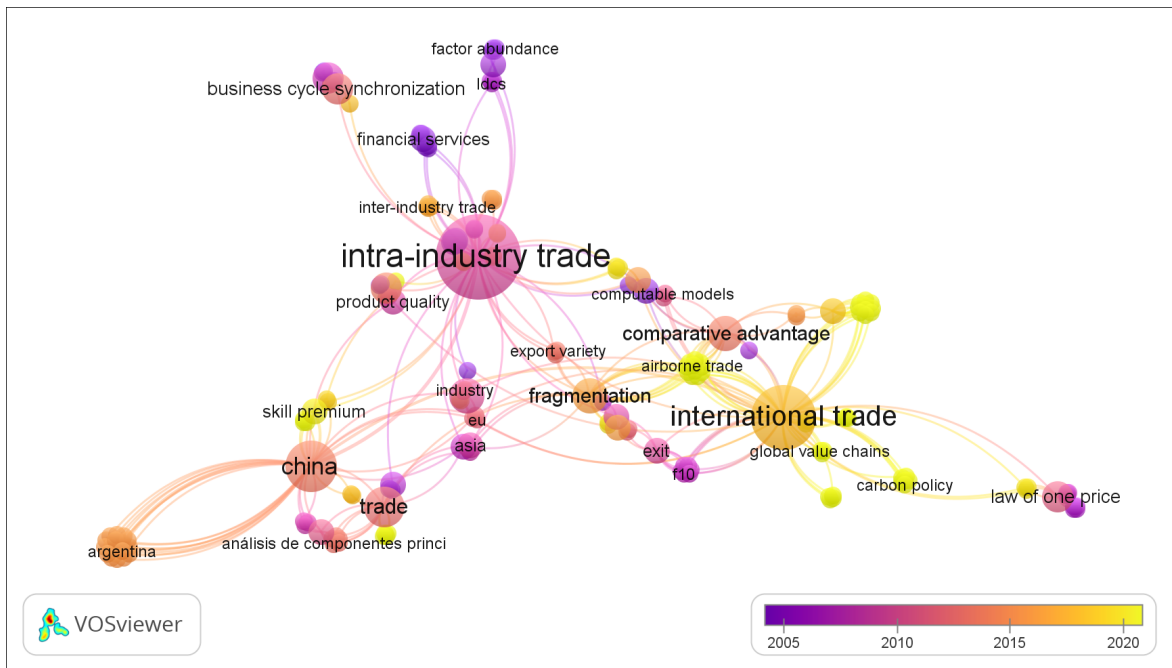 factor abundance
ldcs
business cycle synchronization
financial services
inter-industry trade
intra-industry trade
product quality
computable models
comparative advantage
export variety
airborne trade
industry
fragmentation
skill premium
eu
international trade
asia
exit
global value chains
china
f10
carbon policy
law of one price
trade
argentina
análisis de componentes princi
VOSviewer
2005
2010
2015
2020